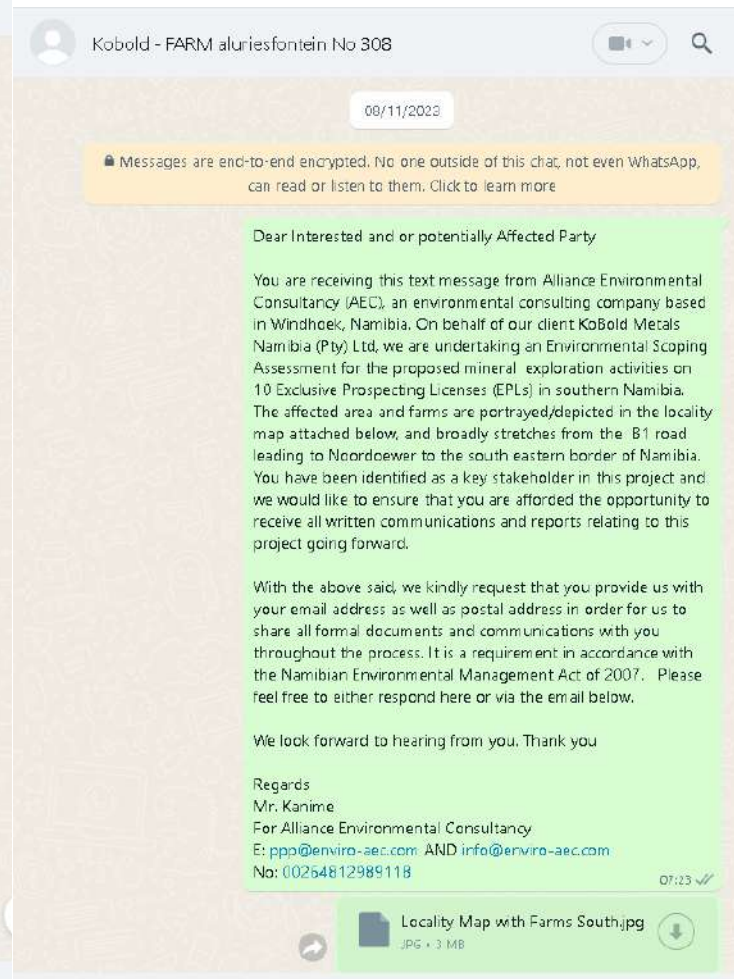 Kobold - FARM aluriesfontein No 308
08/11/2023
Messages are end-to-end encrypted. No one outside of this chat, not even WhatsApp,
can read or listen to them. Click to learn more
Dear Interested and or potentially Affected Party
You are receiving this text message from Alliance Environmental
Consultancy (AEC), an environmental consulting company based
in Windhoek, Namibia. On behalf of our client KoBold Metals
Namibia (Pty) Ltd, we are undertaking an Environmental Scoping
Assessment for the proposed mineral exploration activities on
10 Exclusive Prospecting Licenses (EPLs) in southern Namibia.
The affected area and farms are portrayed/depicted in the locality
map attached below, and broadly stretches from the B1 road
leading to Noordoewer to the south eastern border of Namibia.
You have been identified as a key stakeholder in this project and
we would like to ensure that you are afforded the opportunity to
receive all written communications and reports relating to this
project going forward.
With the above said, we kindly request that you provide us with
your email address as well as postal address in order for us to
share all formal documents and communications with you
throughout the process. It is a requirement in accordance with
the Namibian Environmental Management Act of 2007. Please
feel free to either respond here or via the email below.
We look forward to hearing from you. Thank you
Regards
Mr. Kanime
For Alliance Environmental Consultancy
E: ppp@enviro-aec.com AND info@enviro-aec.com
No: 00264812989118
07:23
Locality Map with Farms South.jpg
JPG • 3 MB